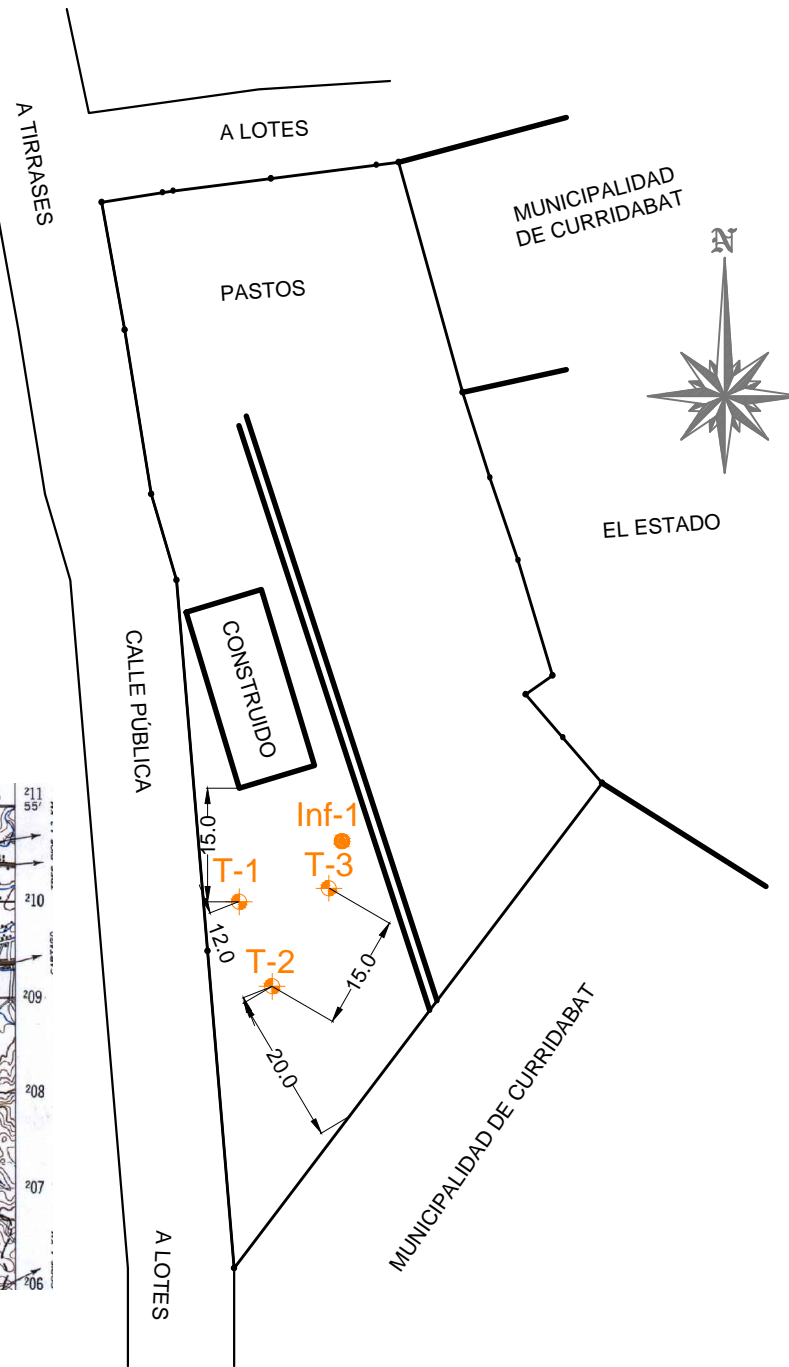 A TIRRASES
A LOTES
MUNICIPALIDAD
DE CURRIDABAT
N
PASTOS
EL ESTADO
CONSTRUIDO
CALLE PÚBLICA
15.0
Inf-1
T-1
T-3
12.0
T-2
15.0
20.0
MUNICIPALIDAD DE CURRIDABAT
A LOTES
211
55'
210
209
208
207
206